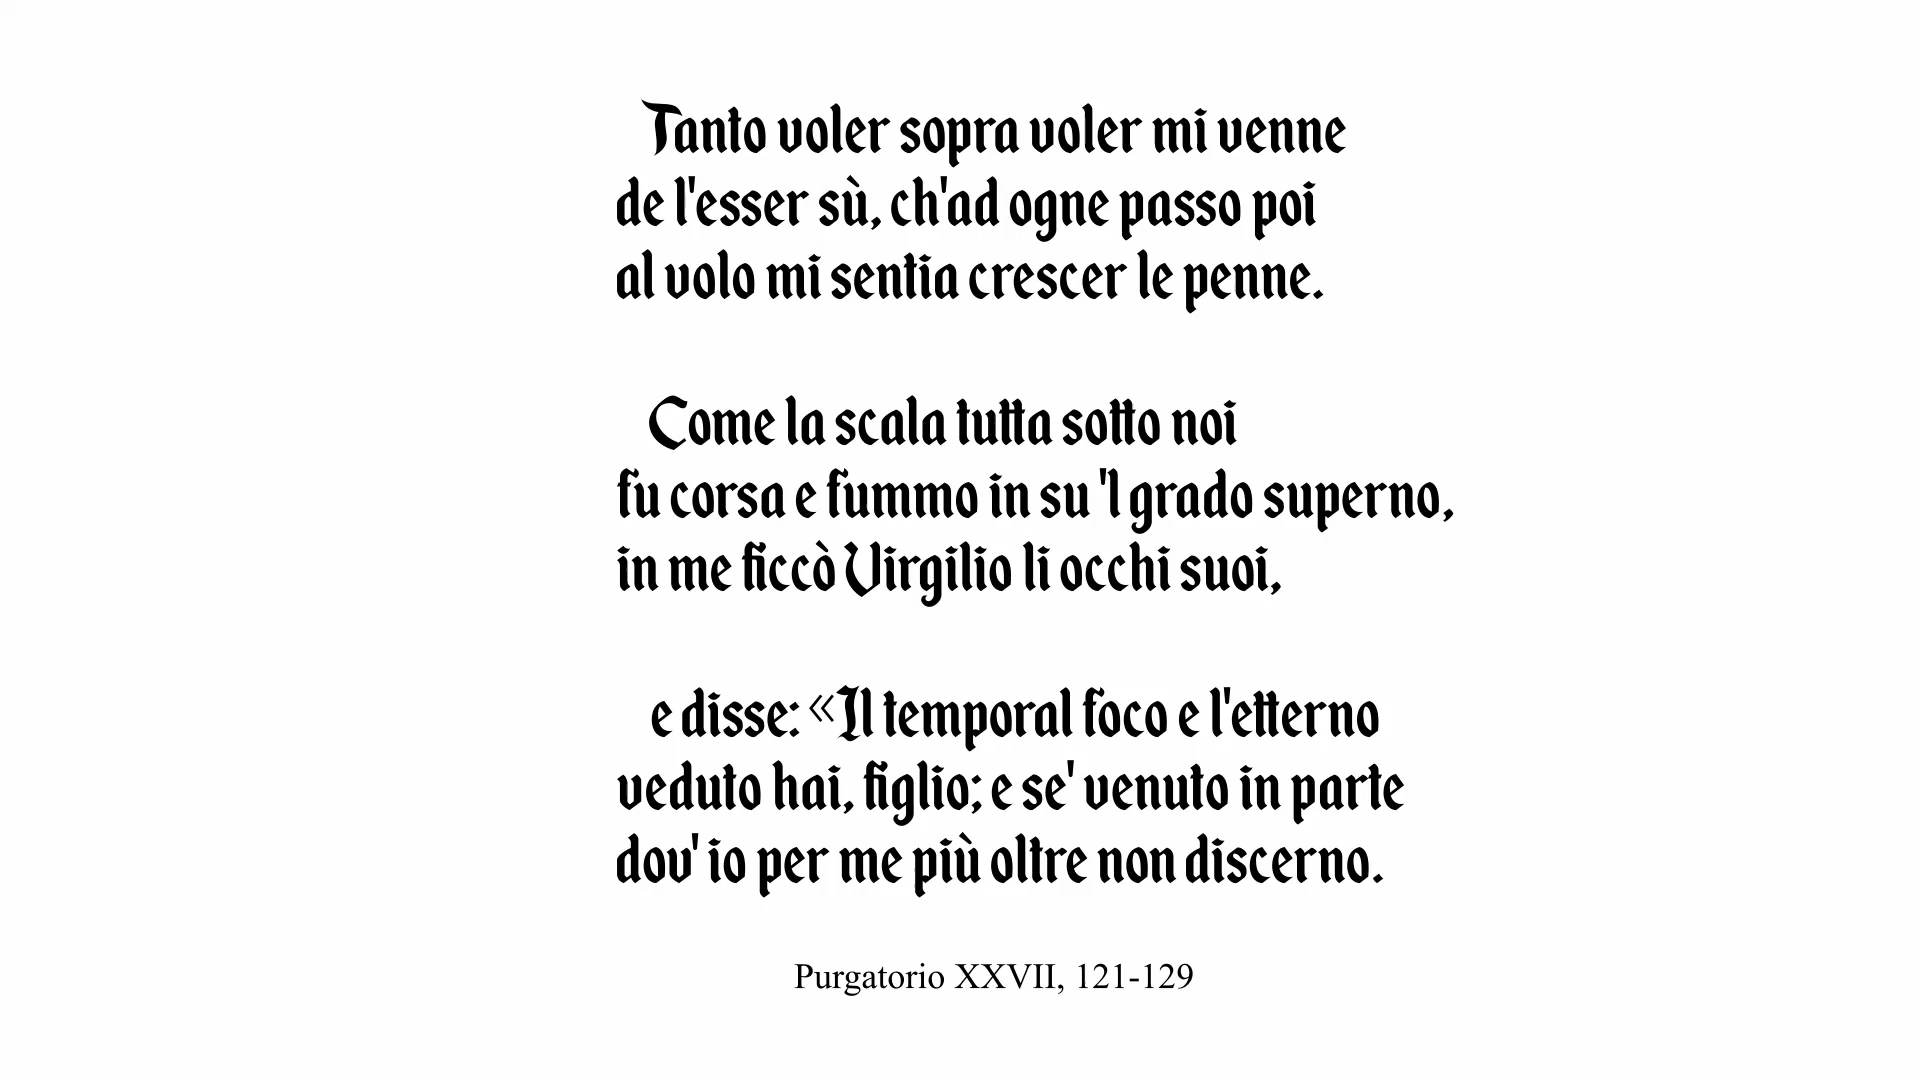 Tanto voler sopra voler mi venne
de l'esser sù, ch'ad ogne passo poi
al volo mi sentia crescer le penne.
Come la scala tutta sotto noi
fu corsa e fummo in su 'l grado superno,
in me ficcò Virgilio li occhi suoi,
e disse: «Il temporal foco e l'etterno
veduto hai, figlio; e se' venuto in parte
dov' io per me più oltre non discerno.
Purgatorio XXVII, 121-129